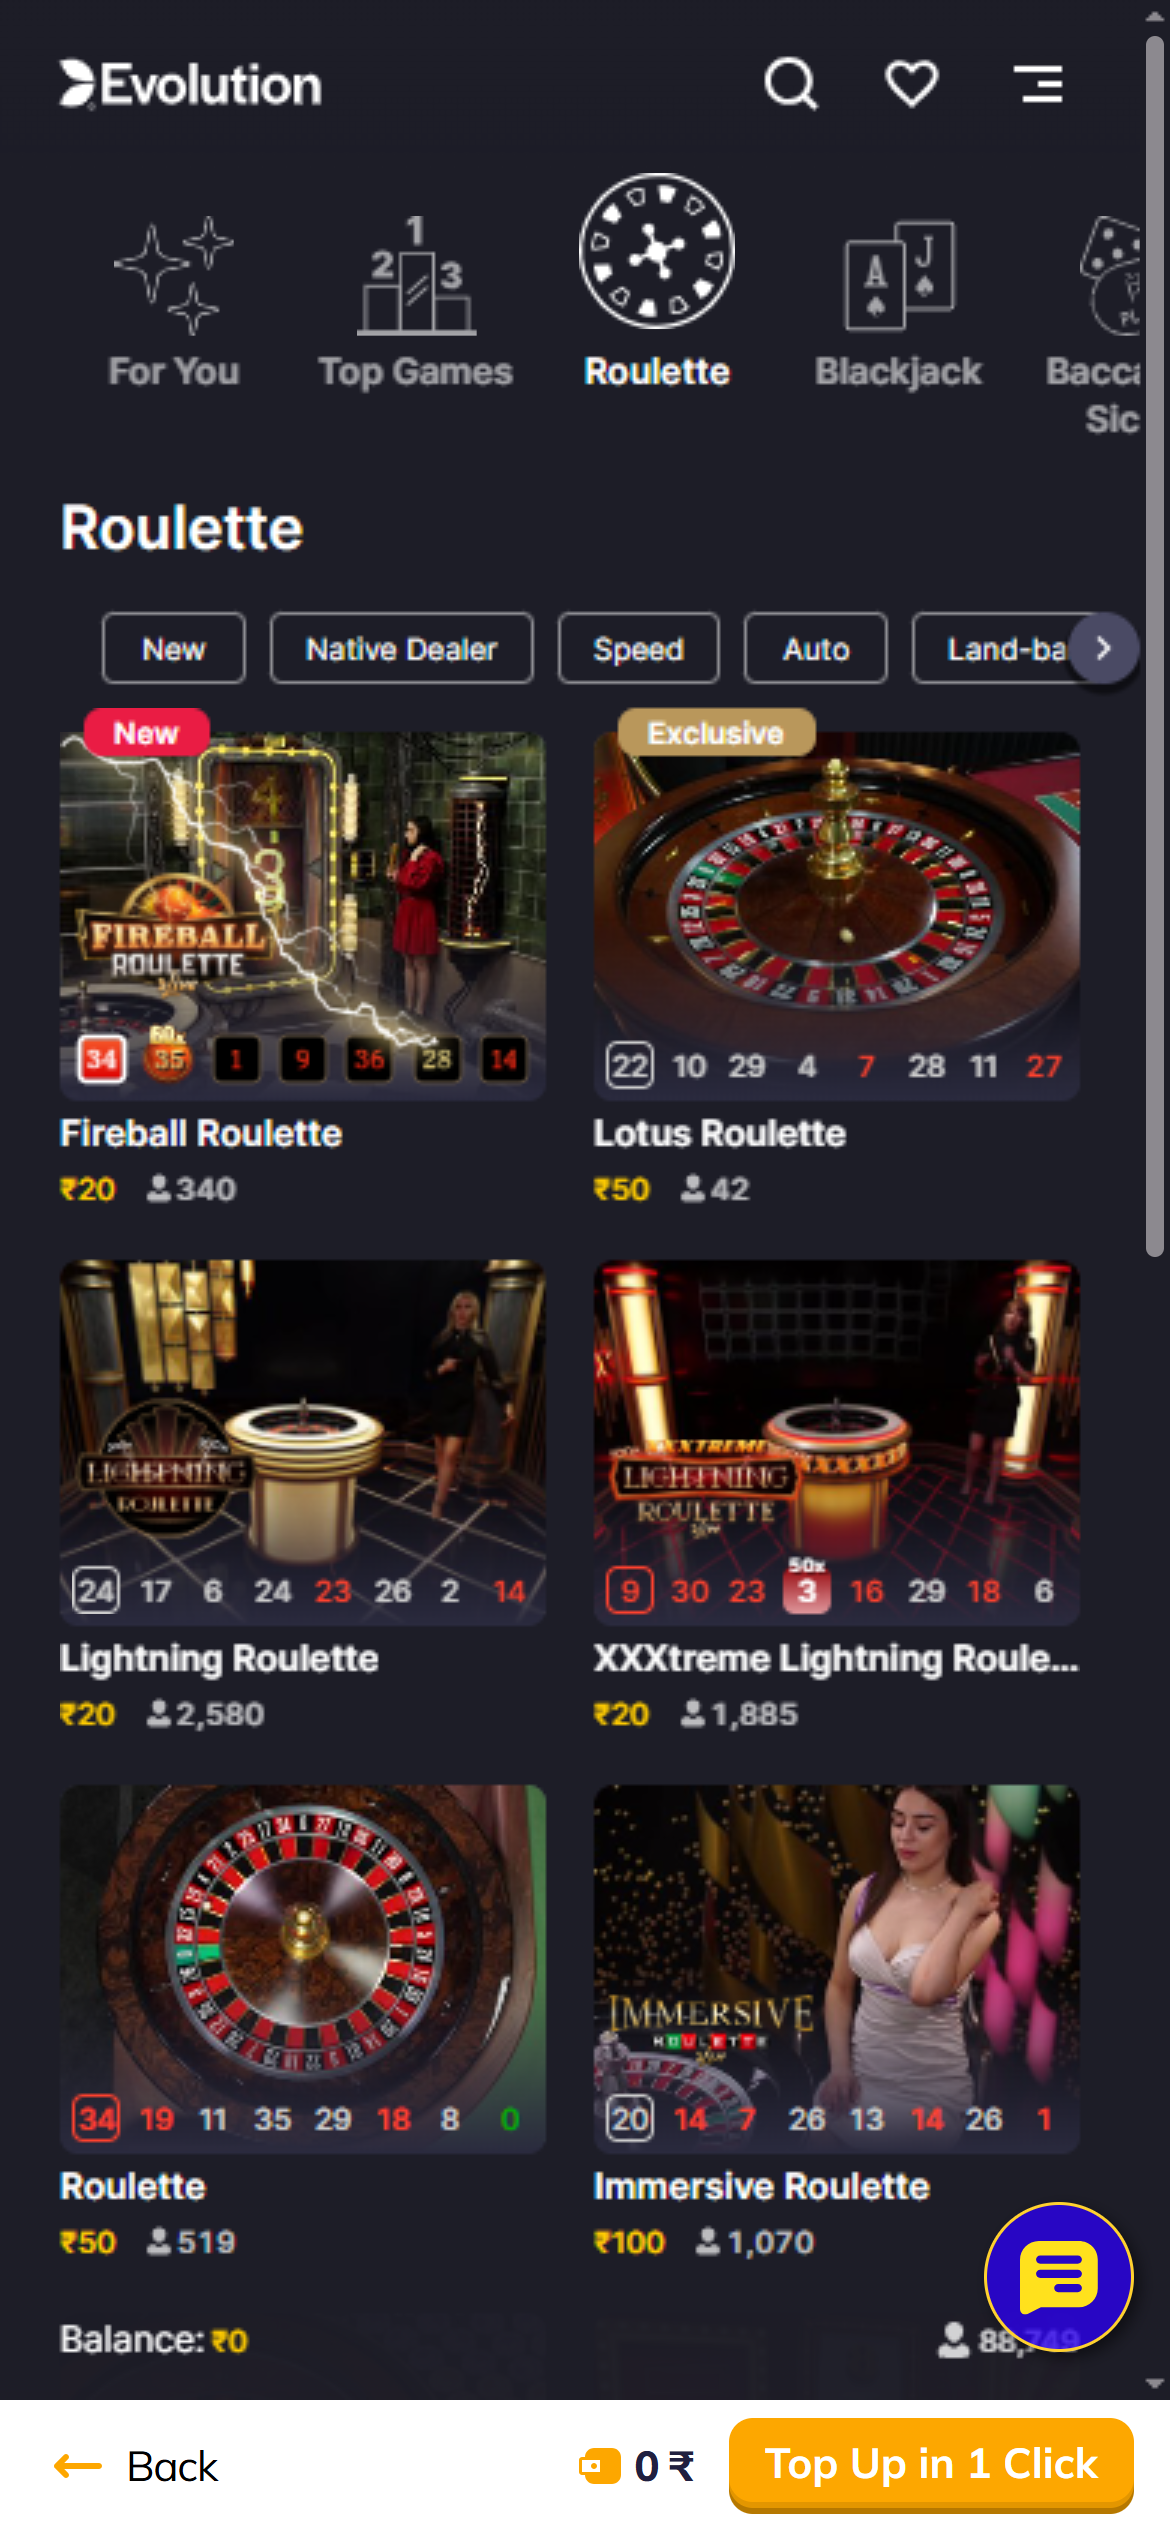 Evolution
1
2
3
A
J
For You
Top Games
Roulette
Blackjack
Roulette
New
Native Dealer
Speed
Auto
New
Exclusive
FIREBALL
ROULETTE
60x
34 35 1 9 36 28 14
22 10 29 4 7 28 11 27
Fireball Roulette
Lotus Roulette
₹20 340
₹50 42
LIGHTNING
ROULETTE
XXXTREME
LIGHTNING
ROULETTE
50x
24 17 6 24 23 26 2 14
9 30 23 3 16 29 18 6
Lightning Roulette
XXXtreme Lightning Roule...
₹20 2,580
₹20 1,885
IMMERSIVE
ROULETTE
34 19 11 35 29 18 8 0
20 14 7 26 13 14 26 1
Roulette
Immersive Roulette
₹50 519
₹100 1,070
Balance: ₹0
88,749
Back
0 ₹
Top Up in 1 Click